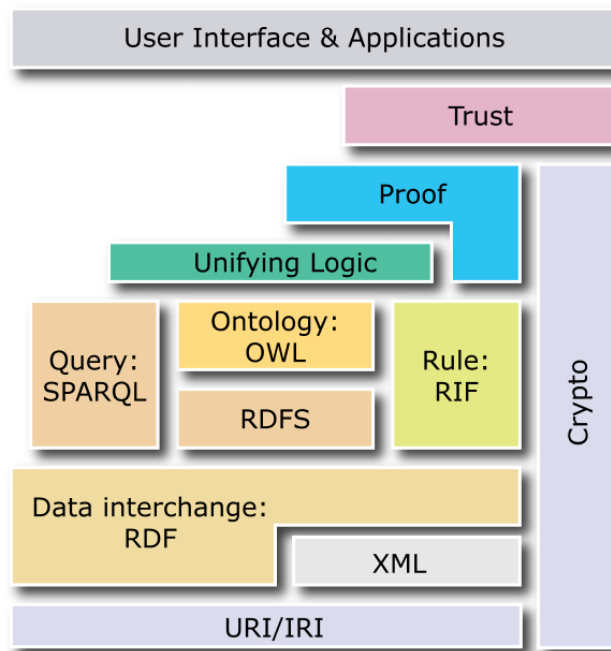 User Interface & Applications
Trust
Proof
Unifying Logic
Query:
SPARQL
Ontology:
OWL
RDFS
Rule:
RIF
Crypto
Data interchange:
RDF
XML
URI/IRI